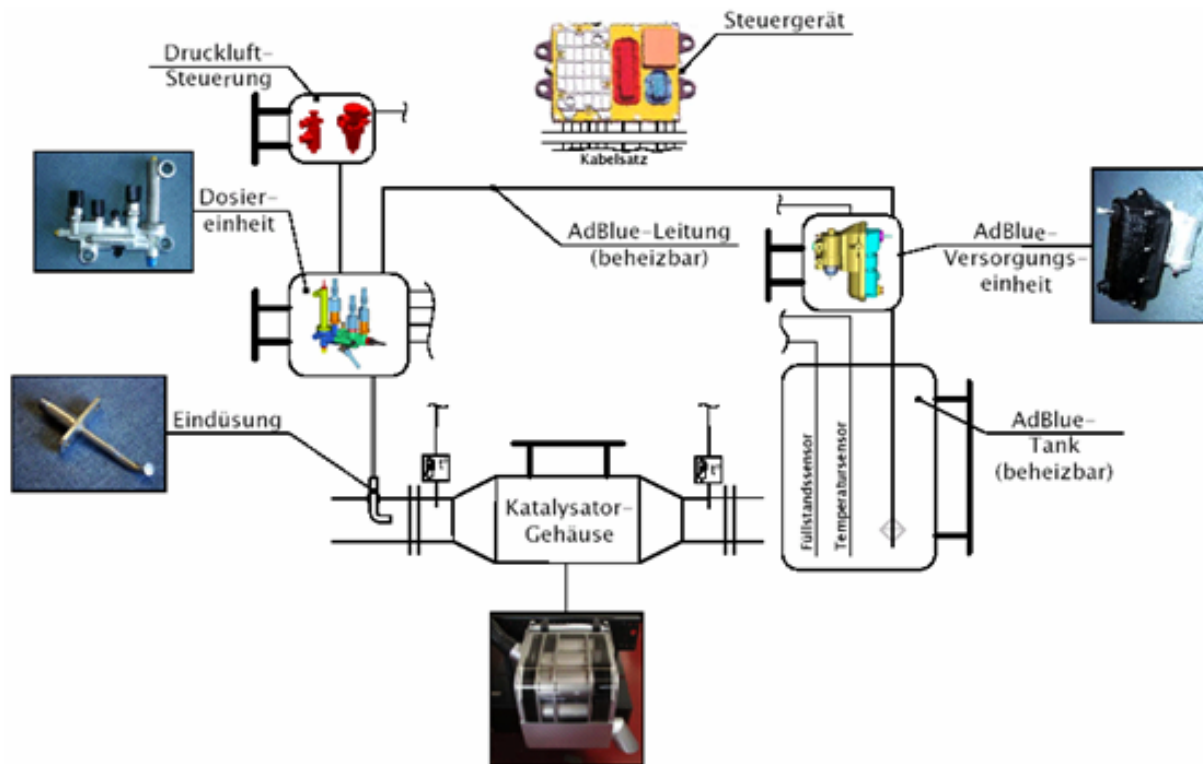 Steuergerät
Druckluft-
Steuerung
Kabelsatz
Dosier-
einheit
AdBlue-Leitung
(beheizbar)
AdBlue-
Versorgungs-
einheit
Eindüsung
Katalysator-
Gehäuse
Füllstandssensor
Temperatursensor
AdBlue-
Tank
(beheizbar)